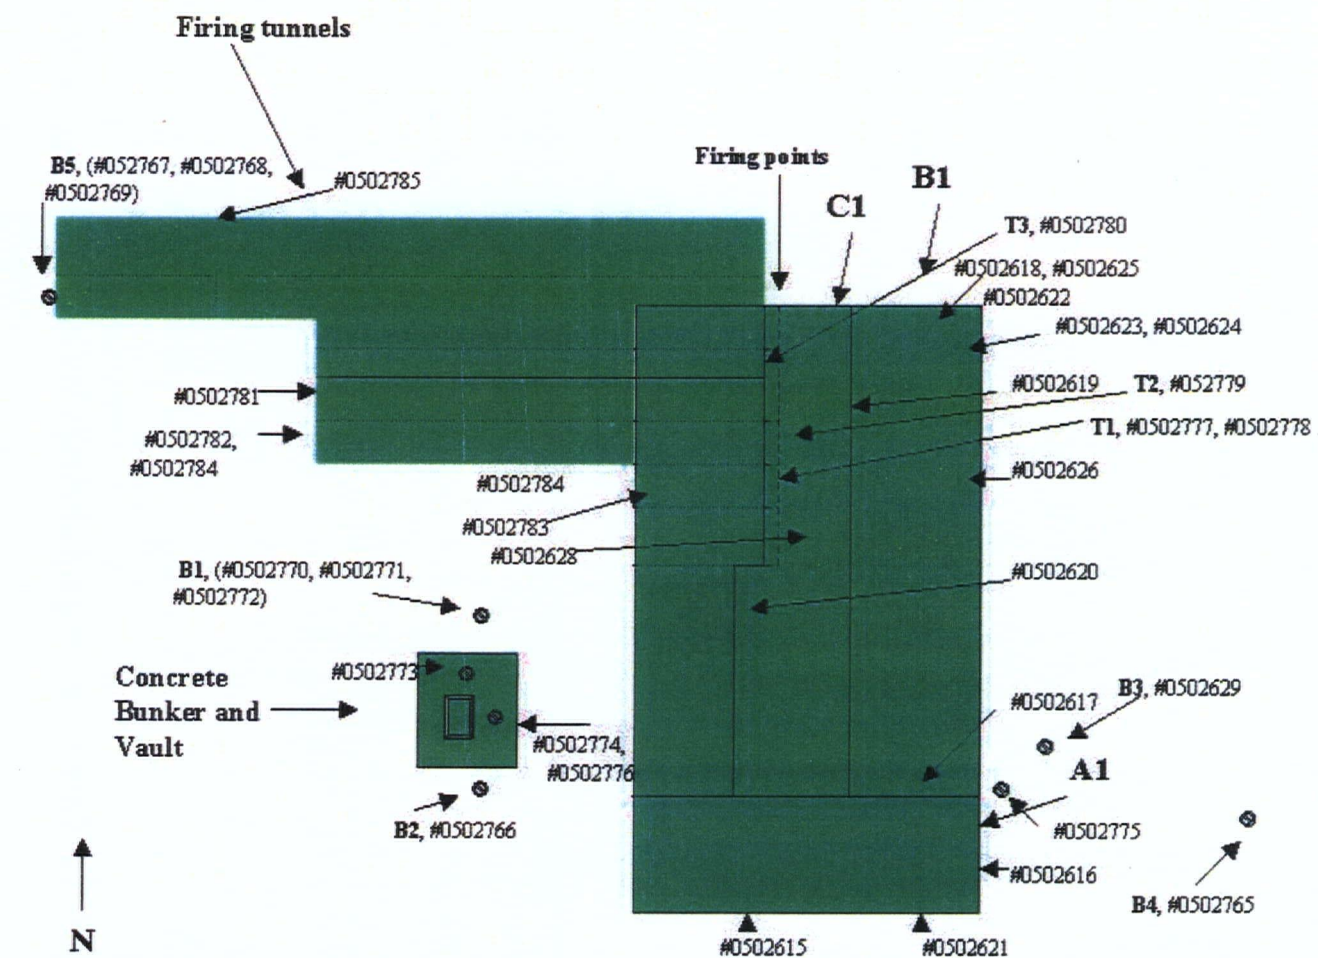 Firing tunnels
B5, (#052767, #0502768,
#0502769)
#0502785
Firing points
B1
C1
T3, #0502780
#0502618, #0502625
#0502622
#0502623, #0502624
#0502619
T2, #052779
#0502781
T1, #0502777, #0502778
#0502782,
#0502784
#0502626
#0502784
#0502783
#0502628
B1, (#0502770, #0502771,
#0502772)
#0502620
#0502773
Concrete
Bunker and
Vault
#0502617
B3, #0502629
#0502774,
#0502776
A1
B2, #0502766
#0502775
#0502616
B4, #0502765
N
#0502615
#0502621